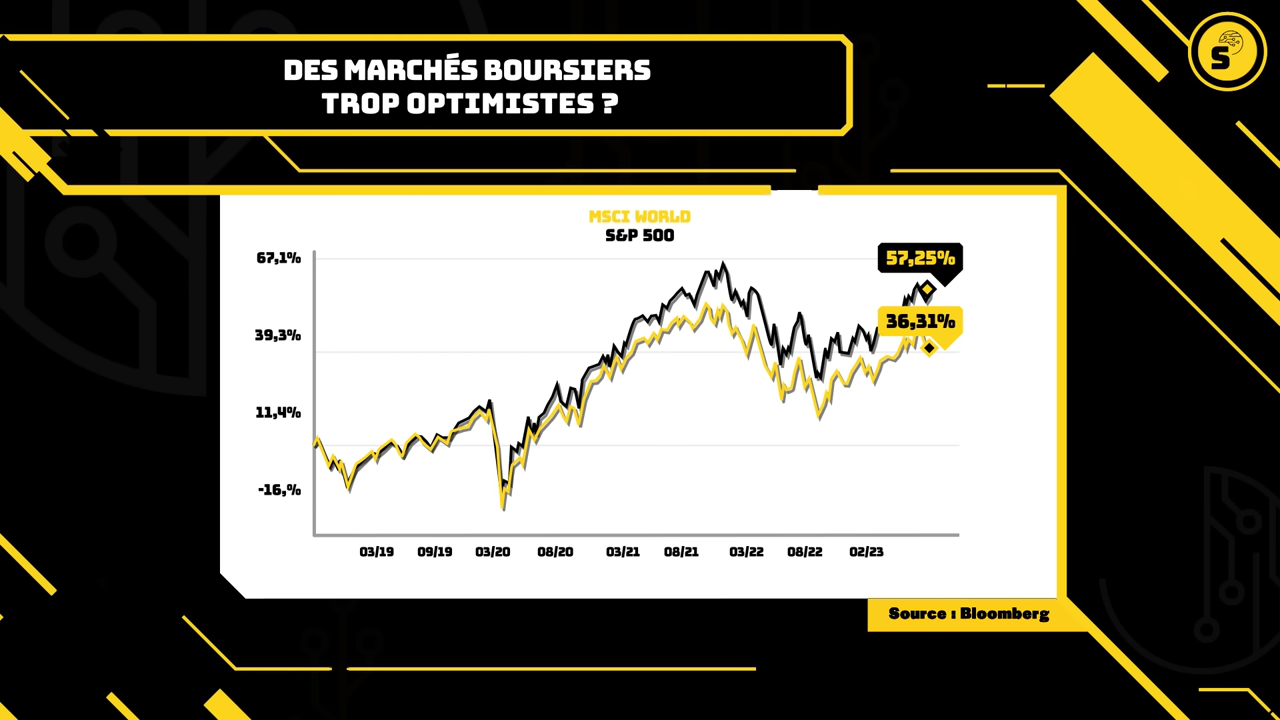 S
DES MARCHÉS BOURSIERS
TROP OPTIMISTES ?
MSCI WORLD
S&P 500
67,1%
39,3%
11,4%
-16,%
57,25%
36,31%
03/19 09/19 03/20 08/20 03/21 08/21 03/22 08/22 02/23
Source : Bloomberg